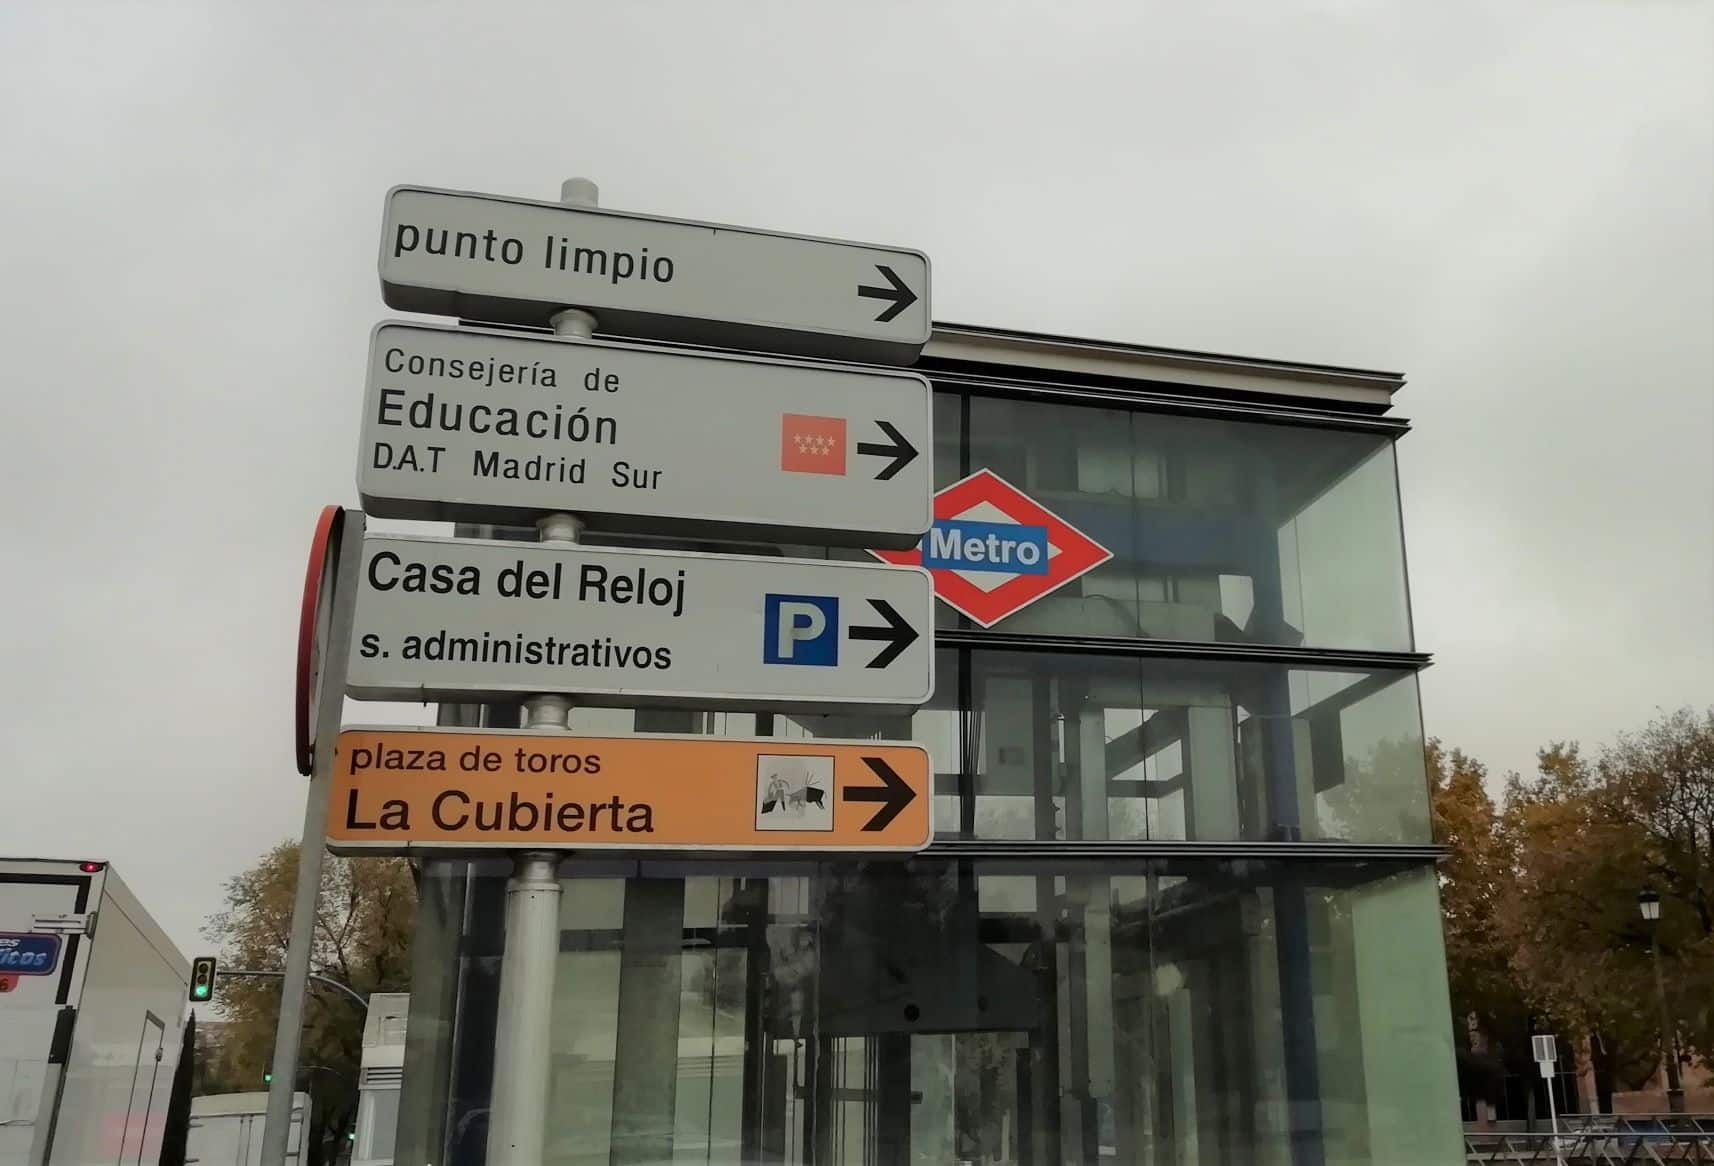 punto limpio
Consejería de
Educación
D.A.T Madrid Sur
Metro
Casa del Reloj
P
s. administrativos
plaza de toros
La Cubierta